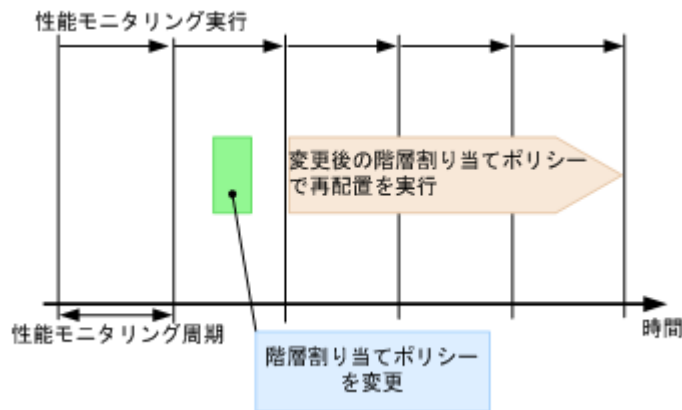 性能モニタリング実行
変更後の階層割り当てポリシー
で再配置を実行
性能モニタリング周期
時間
階層割り当てポリシー
を変更